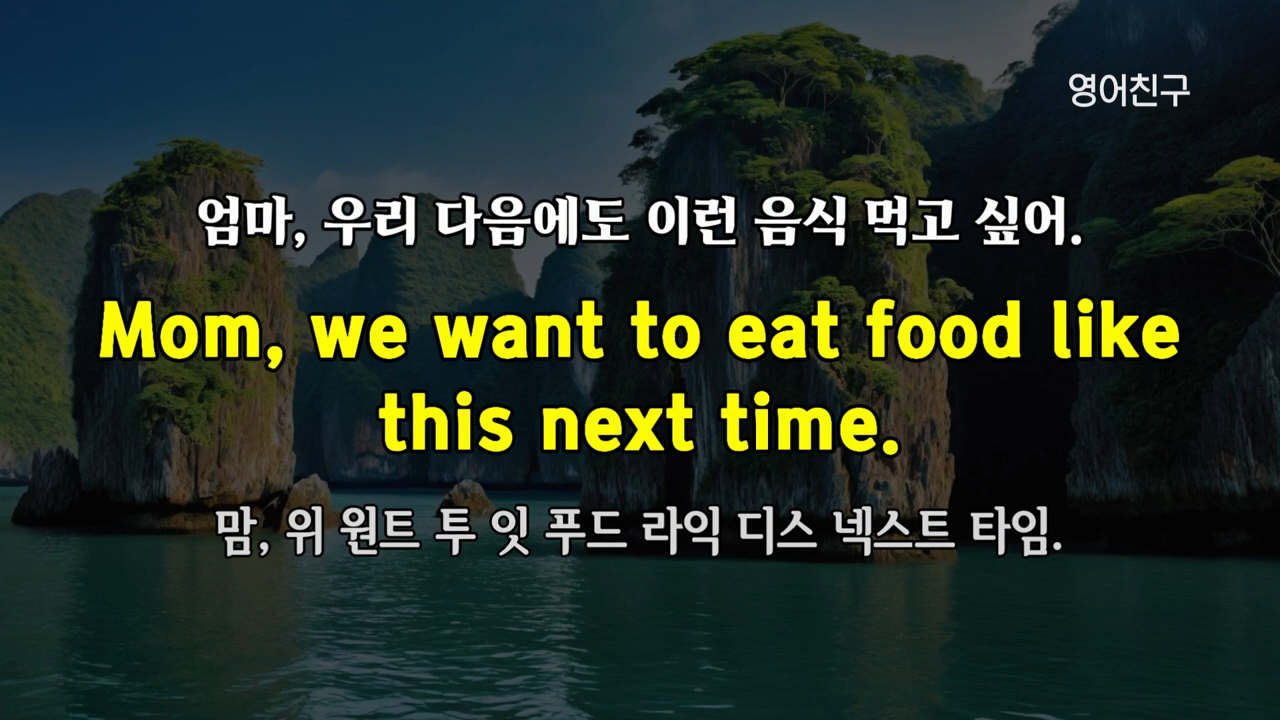 영어친구
엄마, 우리 다음에도 이런 음식 먹고 싶어.
Mom, we want to eat food like
this next time.
맘, 위 원트 투 잇 푸드 라익 디스 넥스트 타임.